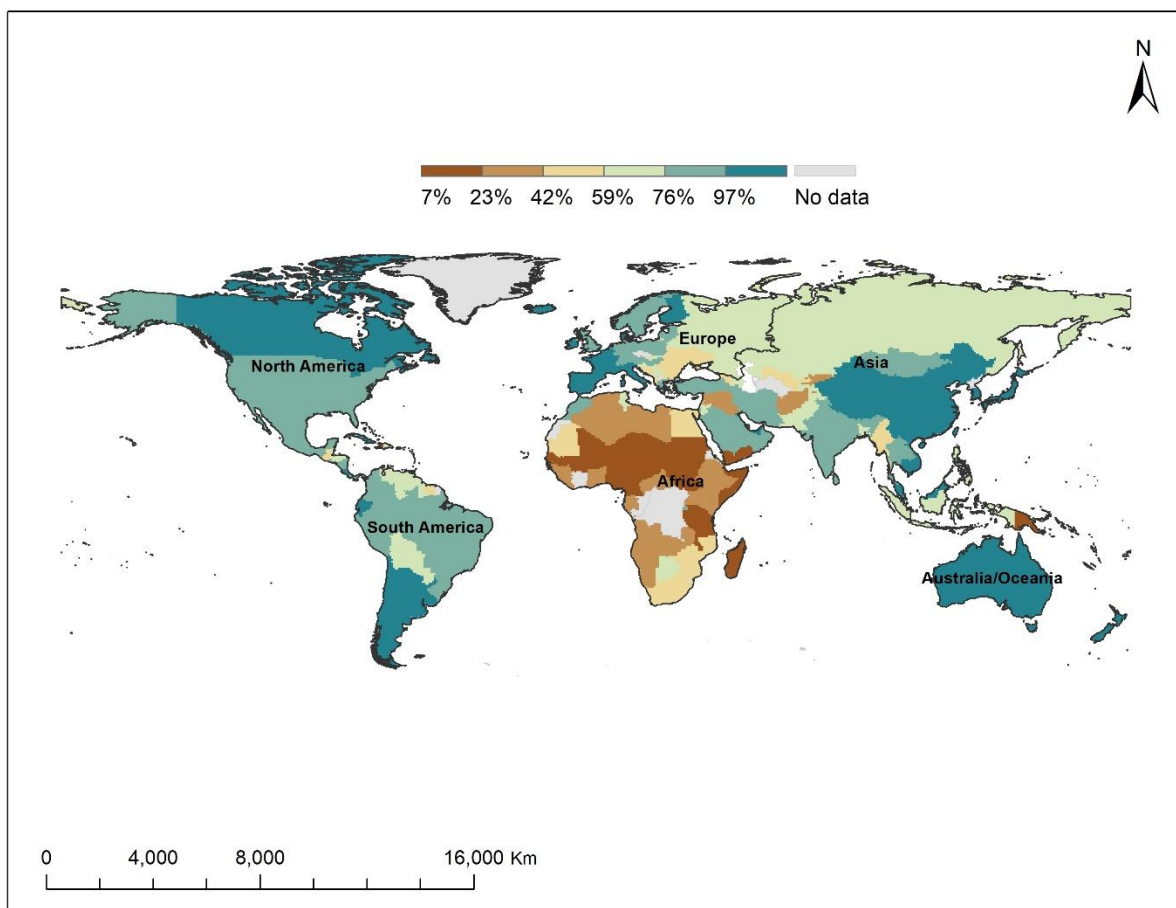 N
7% 23% 42% 59% 76% 97% No data
Europe
Asia
North America
Africa
South America
Australia/Oceania
0 4,000 8,000 16,000 Km